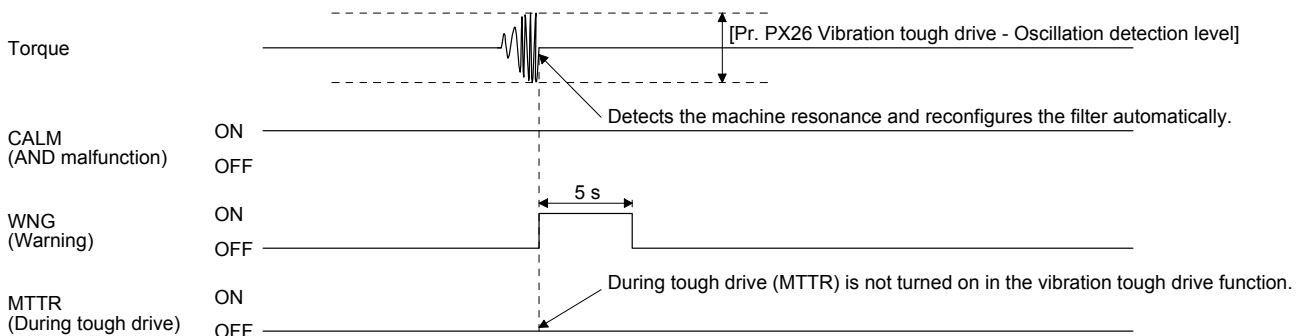 [Pr. PX26 Vibration tough drive - Oscillation detection level]
Torque
Detects the machine resonance and reconfigures the filter automatically.
CALM
(AND malfunction)
ON
OFF
5 s
WNG
(Warning)
ON
OFF
During tough drive (MTTR) is not turned on in the vibration tough drive function.
MTTR
(During tough drive)
ON
OFF